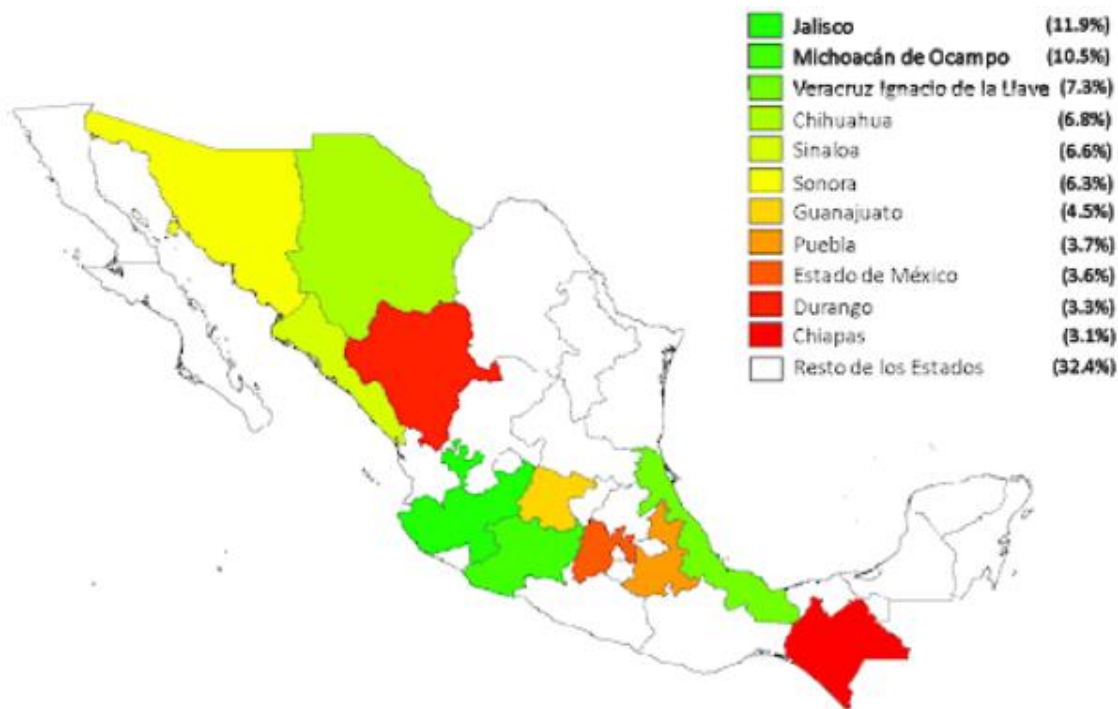 Jalisco (11.9%)
Michoacán de Ocampo (10.5%)
Veracruz Ignacio de la Llave (7.3%)
Chihuahua (6.8%)
Sinaloa (6.6%)
Sonora (6.3%)
Guanajuato (4.5%)
Puebla (3.7%)
Estado de México (3.6%)
Durango (3.3%)
Chiapas (3.1%)
Resto de los Estados (32.4%)